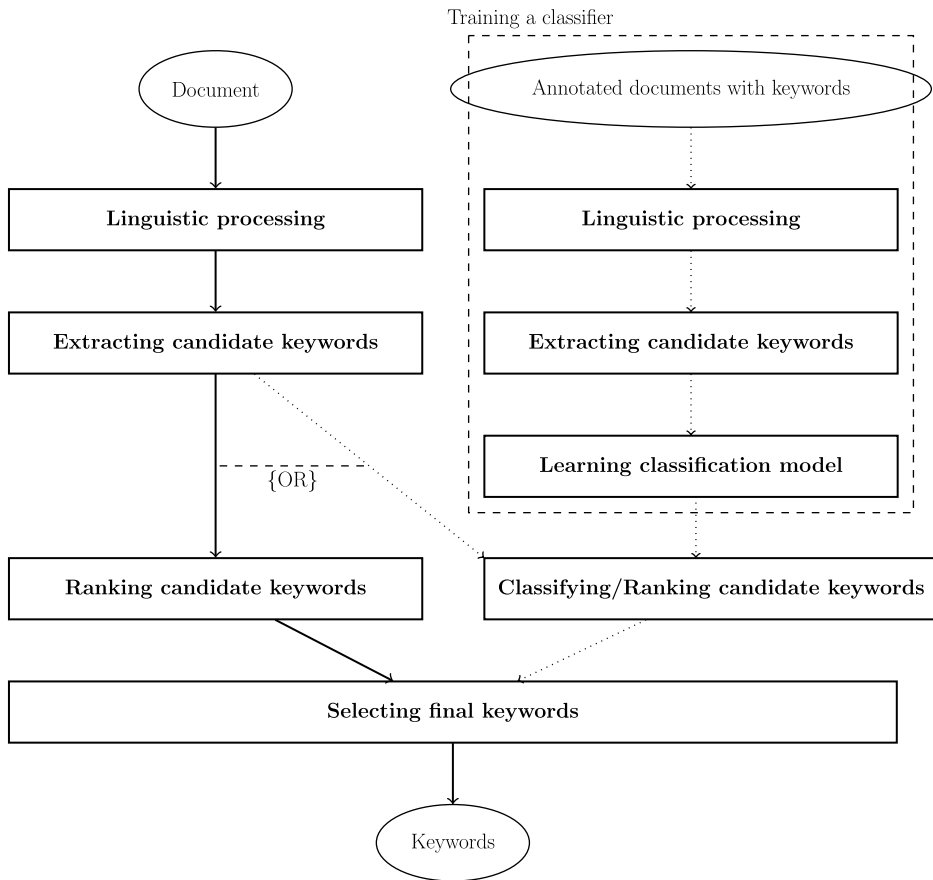 Training a classifier
Document
Annotated documents with keywords
Linguistic processing
Linguistic processing
Extracting candidate keywords
Extracting candidate keywords
Learning classification model
{OR}
Ranking candidate keywords
Classifying/Ranking candidate keywords
Selecting final keywords
Keywords